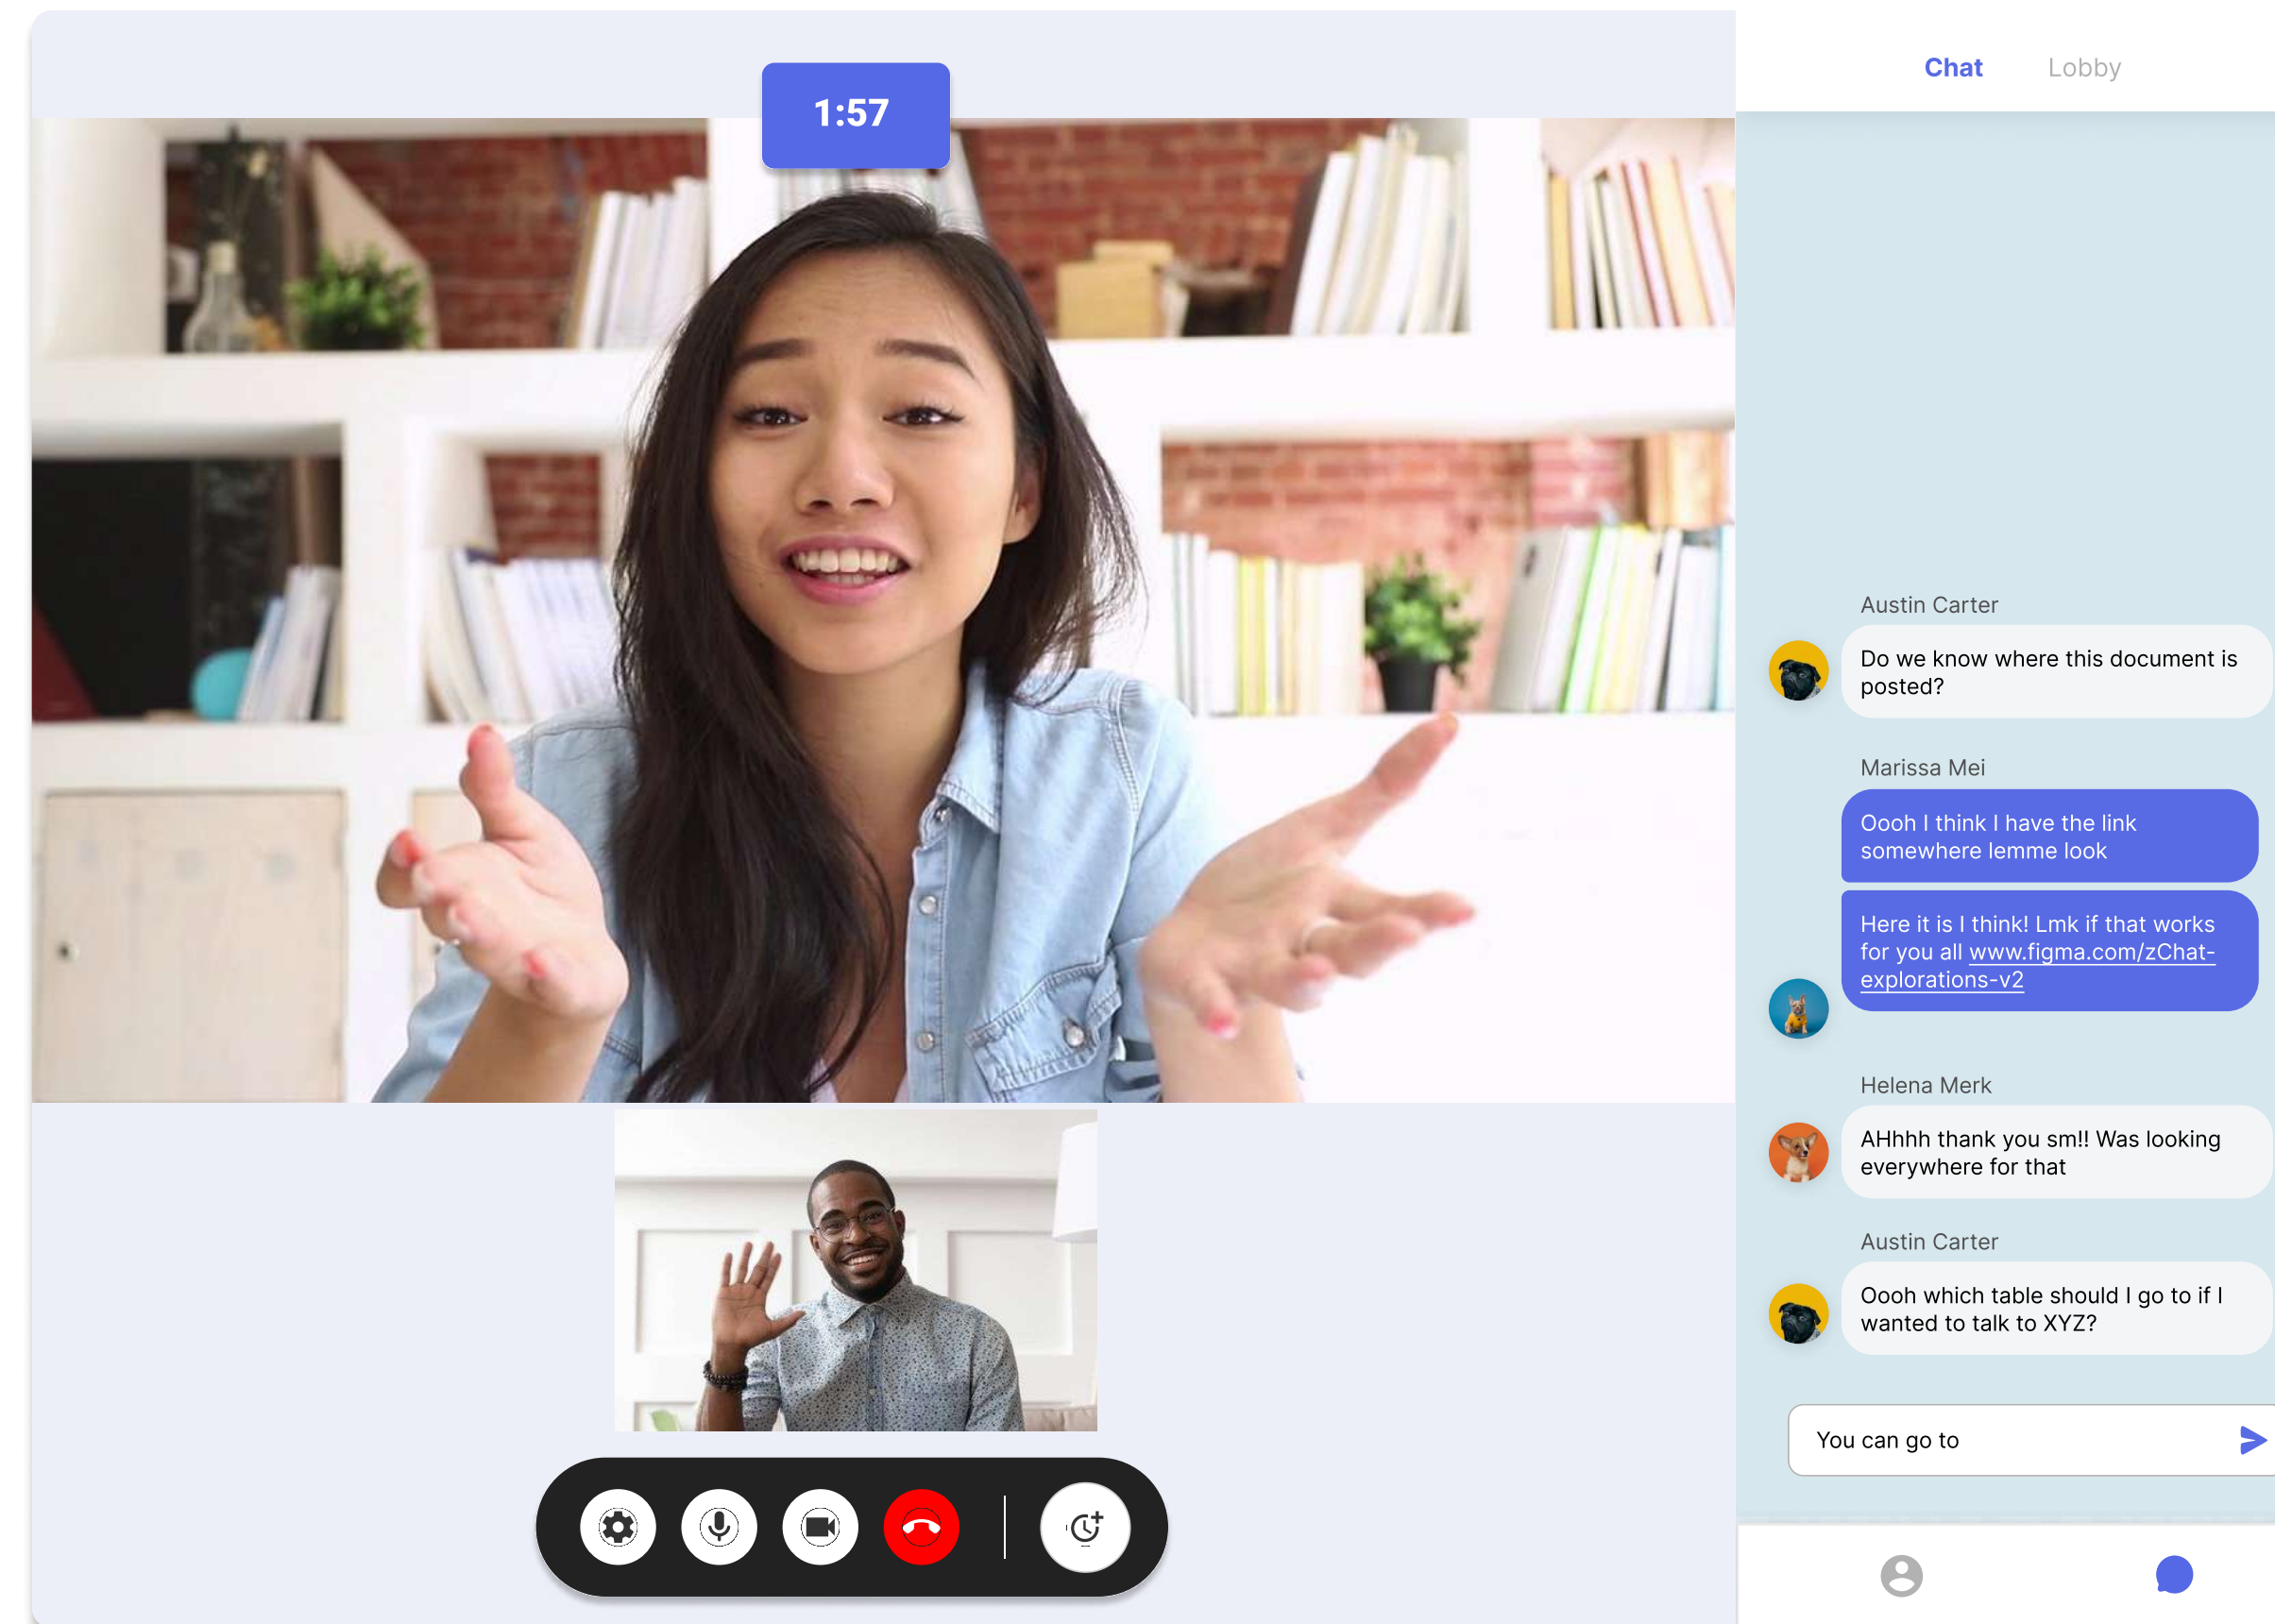 1:57
Chat
Lobby
Austin Carter
Do we know where this document is
posted?
Marissa Mei
Oooh I think I have the link
somewhere lemme look
Here it is I think! Lmk if that works
for you all www.figma.com/zChat-
explorations-v2
Helena Merk
AHhhh thank you sm!! Was looking
everywhere for that
Austin Carter
Oooh which table should I go to if I
wanted to talk to XYZ?
You can go to